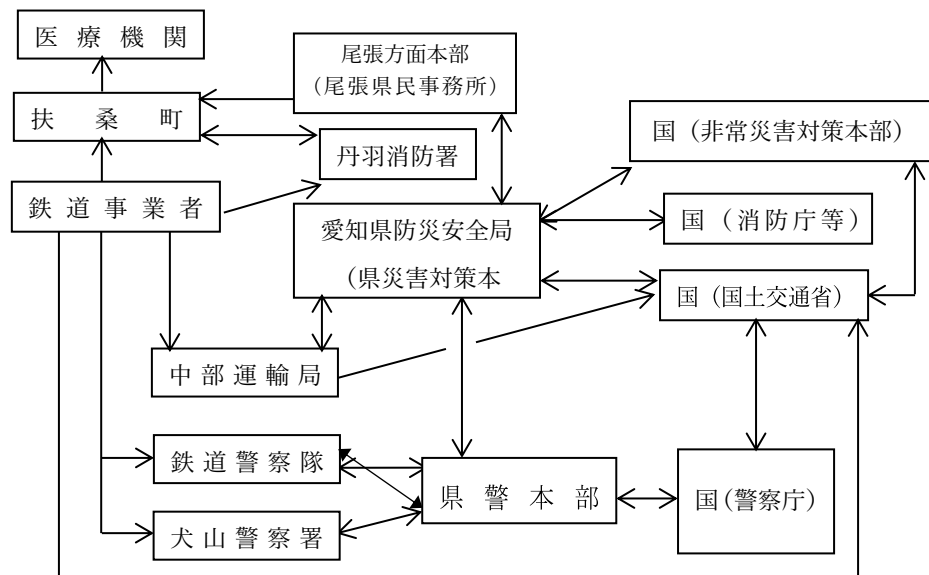 医療機関
尾張方面本部
（尾張県民事務所）
扶桑町
国（非常災害対策本部）
丹羽消防署
鉄道事業者
愛知県防災安全局
（県災害対策本
国（消防庁等）
国（国土交通省）
中部運輸局
鉄道警察隊
県警本部
国（警察庁）
犬山警察署